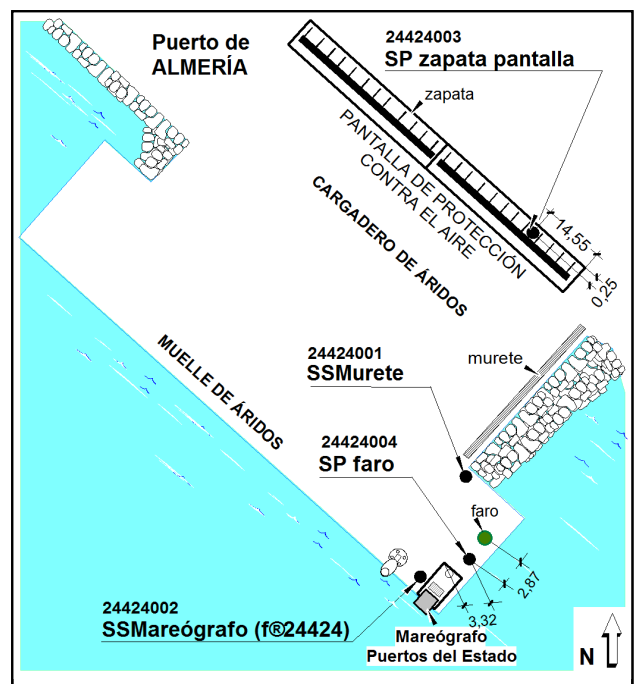 Puerto de
ALMERÍA
24424003
SP zapata pantalla
zapata
PANTALLA DE PROTECCIÓN
CONTRA EL AIRE
CARGADERO DE ÁRIDOS
14,55
0,25
MUELLE DE ÁRIDOS
murete
24424001
SSMurete
24424004
SP faro
faro
2,87
3,32
24424002
SSMareógrafo (f®24424)
Mareógrafo
Puertos del Estado
N